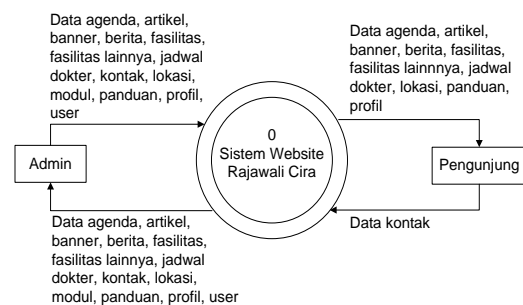 Data agenda, artikel,
banner, berita, fasilitas,
fasilitas lainnya, jadwal
dokter, kontak, lokasi,
modul, panduan, profil,
user
Data agenda, artikel,
banner, berita, fasilitas,
fasilitas lainnnya, jadwal
dokter, lokasi, panduan,
profil
0
Sistem Website
Rajawali Cira
Admin
Pengunjung
Data agenda, artikel,
banner, berita, fasilitas,
fasilitas lainnya, jadwal
dokter, kontak, lokasi,
modul, panduan, profil, user
Data kontak